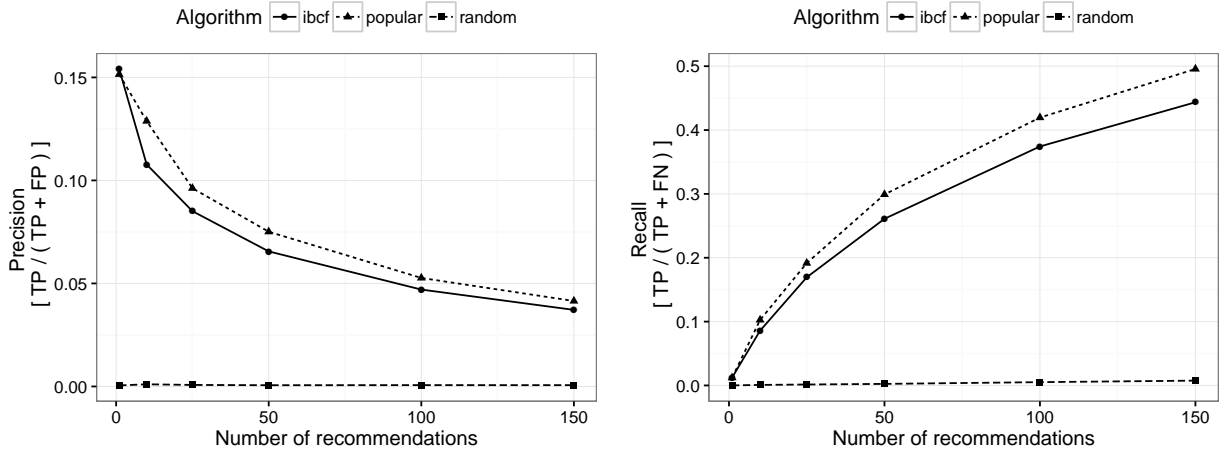 Algorithm ibcf popular random
0.15
0.10
0.05
0.00
Precision
[ TP / ( TP + FP ) ]
0 50 100 150
Number of recommendations
Algorithm ibcf popular random
0.5
0.4
0.3
0.2
0.1
0.0
Recall
[ TP / ( TP + FN ) ]
0 50 100 150
Number of recommendations